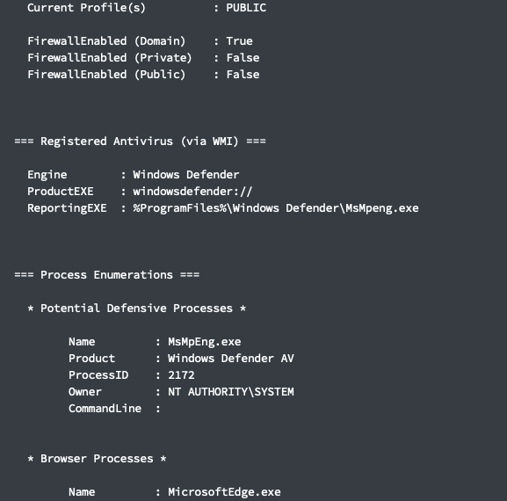 Current Profile(s) : PUBLIC
FirewallEnabled (Domain) : True
FirewallEnabled (Private) : False
FirewallEnabled (Public) : False
=== Registered Antivirus (via WMI) ===
Engine : Windows Defender
ProductEXE : windowsdefender://
ReportingEXE : %ProgramFiles%\Windows Defender\MsMpeng.exe
=== Process Enumerations ===
* Potential Defensive Processes *
Name : MsMpEng.exe
Product : Windows Defender AV
ProcessID : 2172
Owner : NT AUTHORITY\SYSTEM
CommandLine :
* Browser Processes *
Name : MicrosoftEdge.exe